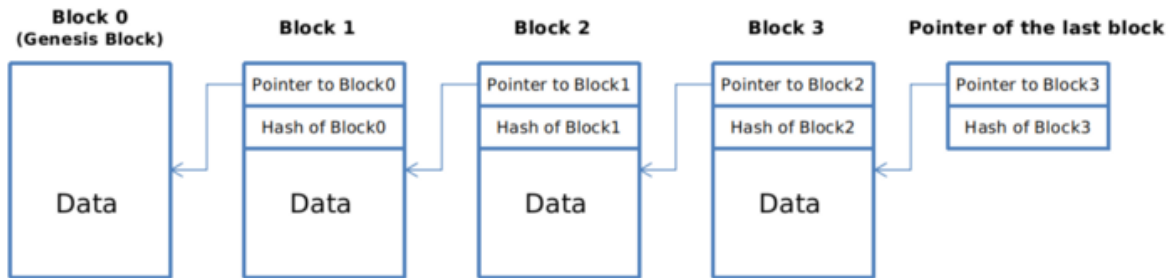 Block 0
(Genesis Block)
Block 1
Block 2
Block 3
Pointer of the last block
Pointer to Block0
Pointer to Block1
Pointer to Block2
Pointer to Block3
Hash of Block0
Hash of Block1
Hash of Block2
Hash of Block3
Data
Data
Data
Data